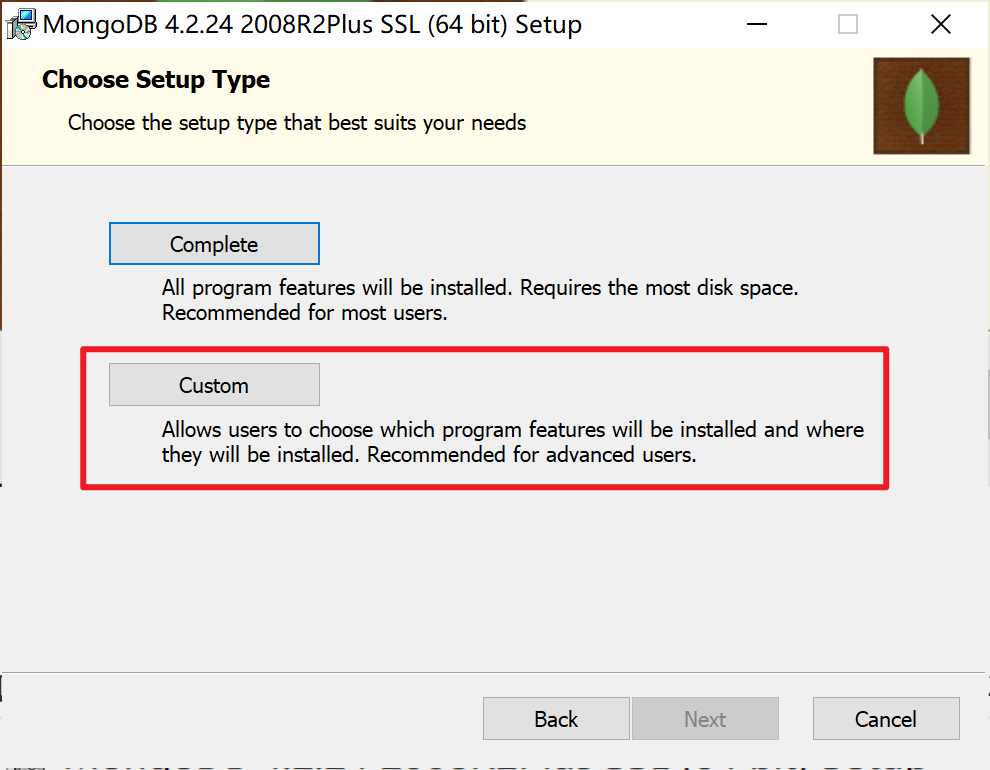 MongoDB 4.2.24 2008R2Plus SSL (64 bit) Setup
Choose Setup Type
Choose the setup type that best suits your needs
Complete
All program features will be installed. Requires the most disk space.
Recommended for most users.
Custom
Allows users to choose which program features will be installed and where
they will be installed. Recommended for advanced users.
Back
Next
Cancel